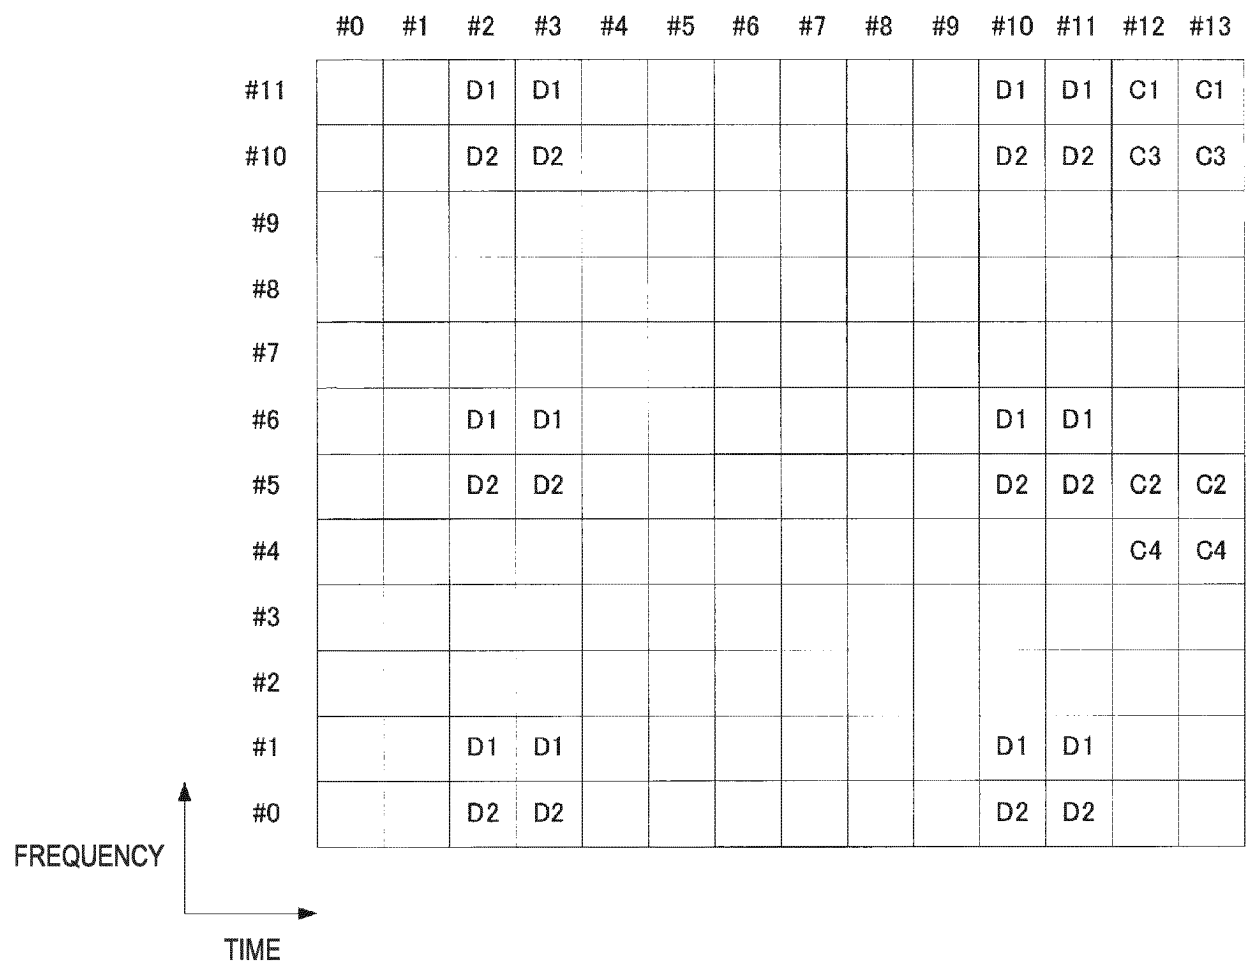 #0 #1 #2 #3 #4 #5 #6 #7 #8 #9 #10 #11 #12 #13
#11 D1 D1 D1 D1 C1 C1
#10 D2 D2 D2 D2 C3 C3
#9
#8
#7
#6 D1 D1 D1 D1
#5 D2 D2 D2 D2 C2 C2
#4 C4 C4
#3
#2
#1 D1 D1 D1 D1
#0 D2 D2 D2 D2
FREQUENCY
TIME